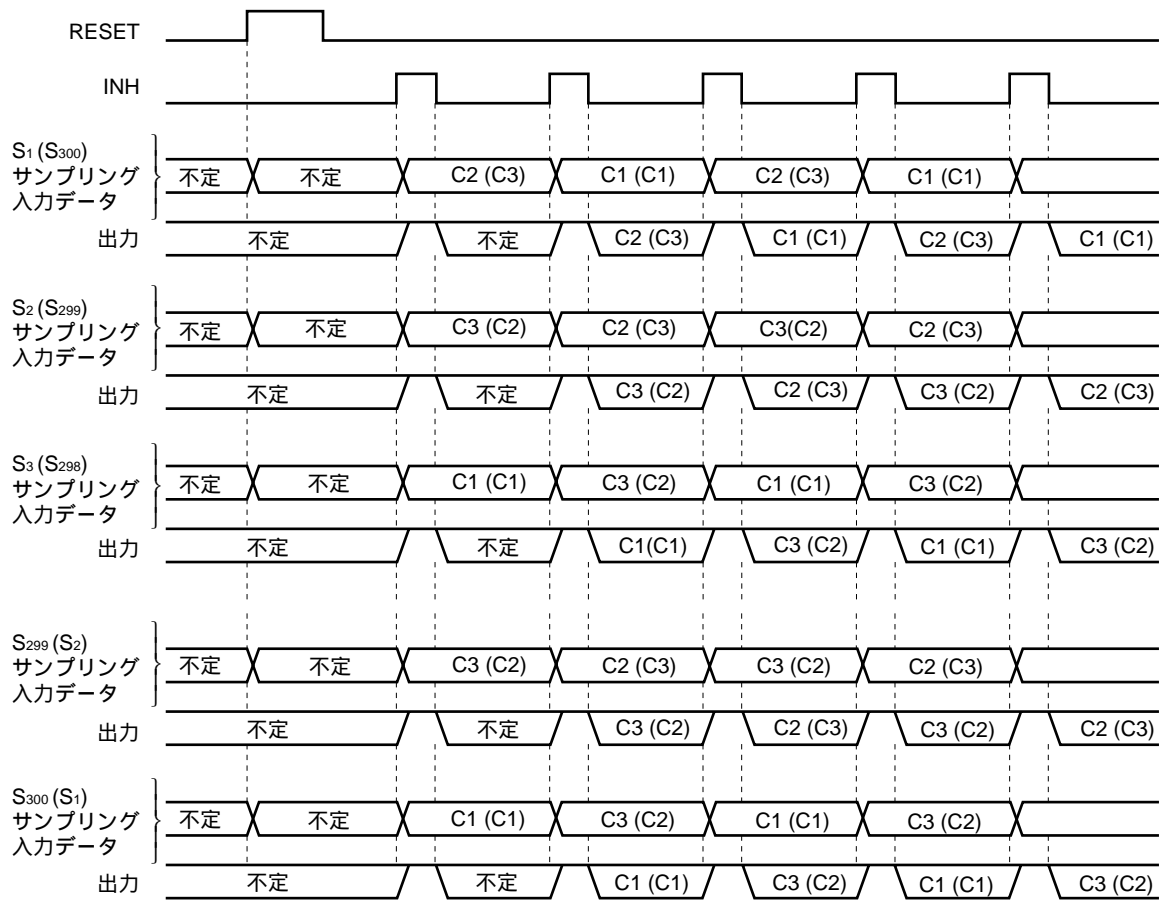 RESET
INH
S1 (S300)
サンプリング
入力データ
不定 不定 C2 (C3) C1 (C1) C2 (C3) C1 (C1)
出力 不定 不定 C2 (C3) C1 (C1) C2 (C3) C1 (C1)
S2 (S299)
サンプリング
入力データ
不定 不定 C3 (C2) C2 (C3) C3(C2) C2 (C3)
出力 不定 不定 C3 (C2) C2 (C3) C3 (C2) C2 (C3)
S3 (S298)
サンプリング
入力データ
不定 不定 C1 (C1) C3 (C2) C1 (C1) C3 (C2)
出力 不定 不定 C1(C1) C3 (C2) C1 (C1) C3 (C2)
S299 (S2)
サンプリング
入力データ
不定 不定 C3 (C2) C2 (C3) C3 (C2) C2 (C3)
出力 不定 不定 C3 (C2) C2 (C3) C3 (C2) C2 (C3)
S300 (S1)
サンプリング
入力データ
不定 不定 C1 (C1) C3 (C2) C1 (C1) C3 (C2)
出力 不定 不定 C1 (C1) C3 (C2) C1 (C1) C3 (C2)